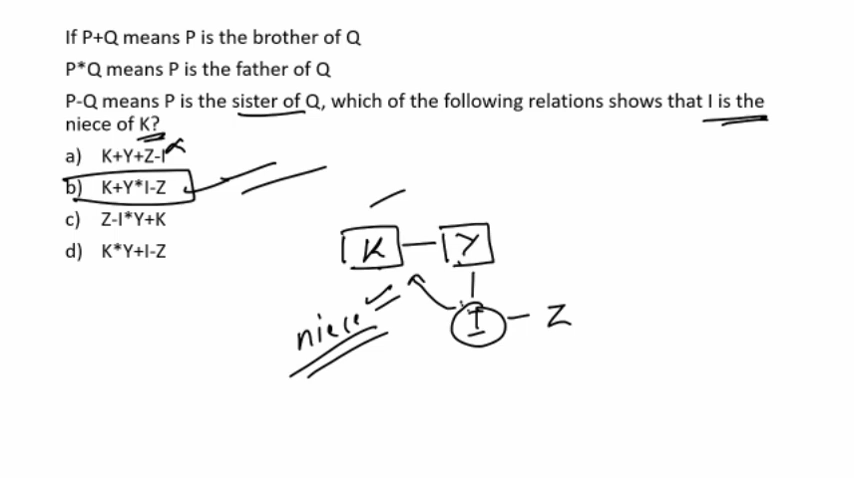 If P+Q means P is the brother of Q
P*Q means P is the father of Q
P-Q means P is the sister of Q, which of the following relations shows that I is the
niece of K?
a) K+Y+Z-I
b) K+Y*I-Z
c) Z-I*Y+K
d) K*Y+I-Z
K Y
niece I Z